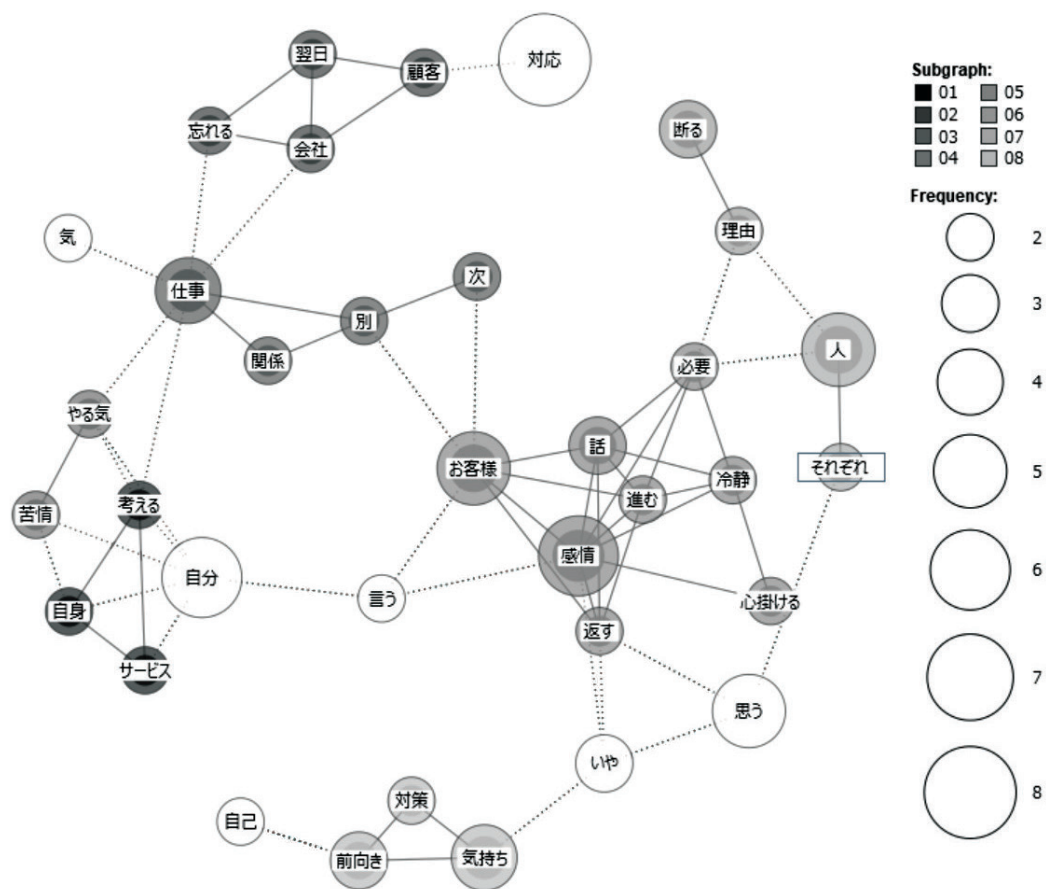 翌日
顧客
対応
忘れる
会社
断る
理由
気
仕事
次
別
関係
人
必要
やる気
話
お客様
それぞれ
冷静
進む
考える
苦情
感情
自分
言う
心掛ける
自身
返す
サービス
思う
いや
対策
自己
前向き
気持ち
Subgraph:
01 05
02 06
03 07
04 08
Frequency:
2
3
4
5
6
7
8